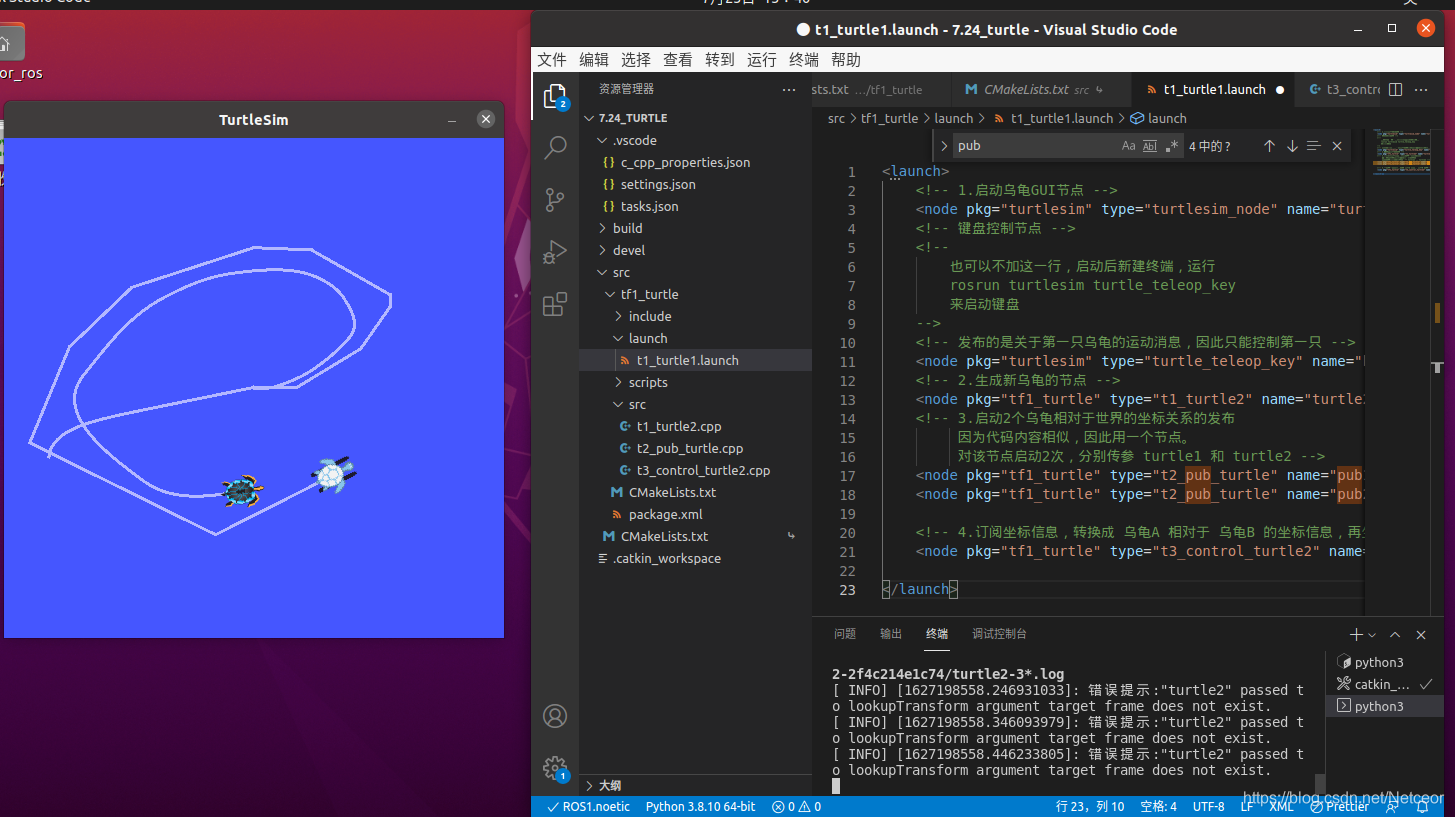 or_ros
TurtleSim
t1_turtle1.launch - 7.24_turtle - Visual Studio Code
文件 编辑 选择 查看 转到 运行 终端 帮助
2
资源管理器
7.24_TURTLE
.vscode
{} c_cpp_properties.json
{} settings.json
{} tasks.json
build
devel
src
tf1_turtle
include
launch
t1_turtle1.launch
scripts
src
t1_turtle2.cpp
t2_pub_turtle.cpp
t3_control_turtle2.cpp
M CMakeLists.txt
package.xml
M CMakeLists.txt
.catkin_workspace
大纲
1
sts.txt .../tf1_turtle
M CMakeLists.txt src
t1_turtle1.launch
t3_contr
src > tf1_turtle > launch > t1_turtle1.launch > launch
pub
Aa Abl .* 4 中的 ?
1 <launch>
2 <!-- 1.启动乌龟GUI节点 -->
3 <node pkg="turtlesim" type="turtlesim_node" name="tur
4 <!-- 键盘控制节点 -->
5 <!--
6 也可以不加这一行，启动后新建终端，运行
7 rosrun turtlesim turtle_teleop_key
8 来启动键盘
9 -->
10 <!-- 发布的是关于第一只乌龟的运动消息，因此只能控制第一只 -->
11 <node pkg="turtlesim" type="turtle_teleop_key" name="
12 <!-- 2.生成新乌龟的节点 -->
13 <node pkg="tf1_turtle" type="t1_turtle2" name="turtle
14 <!-- 3.启动2个乌龟相对于世界的坐标关系的发布
15 因为代码内容相似，因此用一个节点。
16 对该节点启动2次，分别传参 turtle1 和 turtle2 -->
17 <node pkg="tf1_turtle" type="t2_pub_turtle" name="pub
18 <node pkg="tf1_turtle" type="t2_pub_turtle" name="pub
19
20 <!-- 4.订阅坐标信息，转换成 乌龟A 相对于 乌龟B 的坐标信息，再
21 <node pkg="tf1_turtle" type="t3_control_turtle2" name=
22
23 </launch>
问题 输出 终端 调试控制台
2-2f4c214e1c74/turtle2-3*.log
[ INFO] [1627198558.246931033]: 错误提示:"turtle2" passed t
o lookupTransform argument target frame does not exist.
[ INFO] [1627198558.346093979]: 错误提示:"turtle2" passed t
o lookupTransform argument target frame does not exist.
[ INFO] [1627198558.446233805]: 错误提示:"turtle2" passed t
o lookupTransform argument target frame does not exist.
python3
catkin_...
python3
ROS1.noetic Python 3.8.10 64-bit 0 0 行 23，列 10 空格: 4 UTF-8 LF XML Prettier
https://blog.csdn.net/Netceor